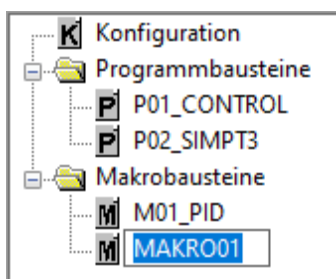 K Konfiguration
Programmbausteine
P P01_CONTROL
P P02_SIMPT3
Makrobausteine
M M01_PID
M MAKRO01